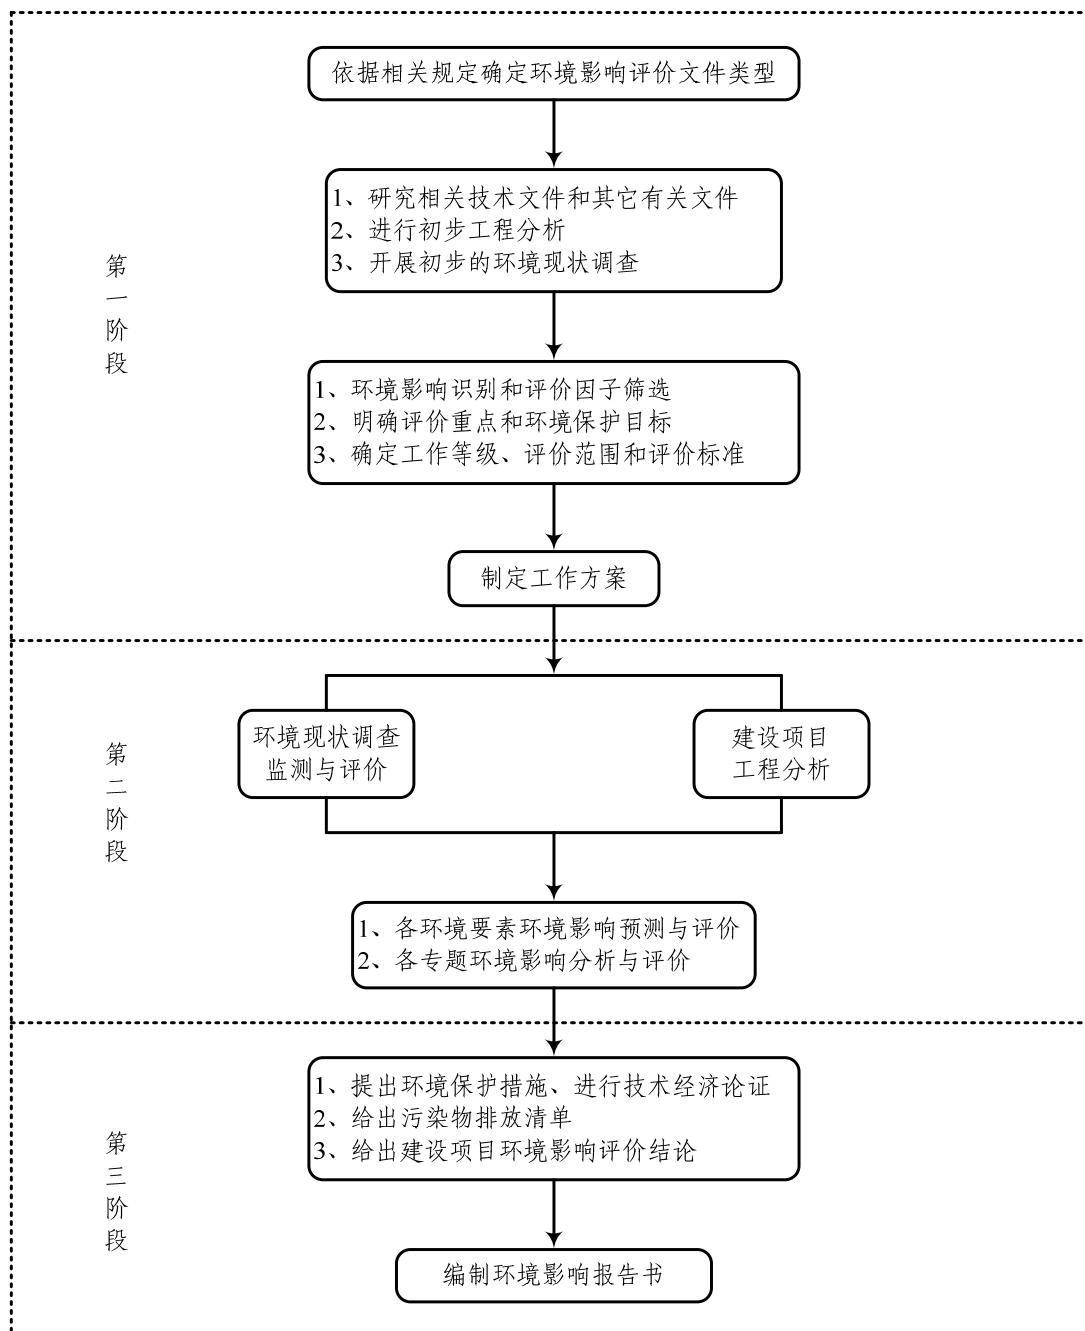 依据相关规定确定环境影响评价文件类型
1、研究相关技术文件和其它有关文件
2、进行初步工程分析
3、开展初步的环境现状调查
第一阶段
1、环境影响识别和评价因子筛选
2、明确评价重点和环境保护目标
3、确定工作等级、评价范围和评价标准
制定工作方案
第二阶段
环境现状调查
监测与评价
建设项目
工程分析
1、各环境要素环境影响预测与评价
2、各专题环境影响分析与评价
第三阶段
1、提出环境保护措施、进行技术经济论证
2、给出污染物排放清单
3、给出建设项目环境影响评价结论
编制环境影响报告书